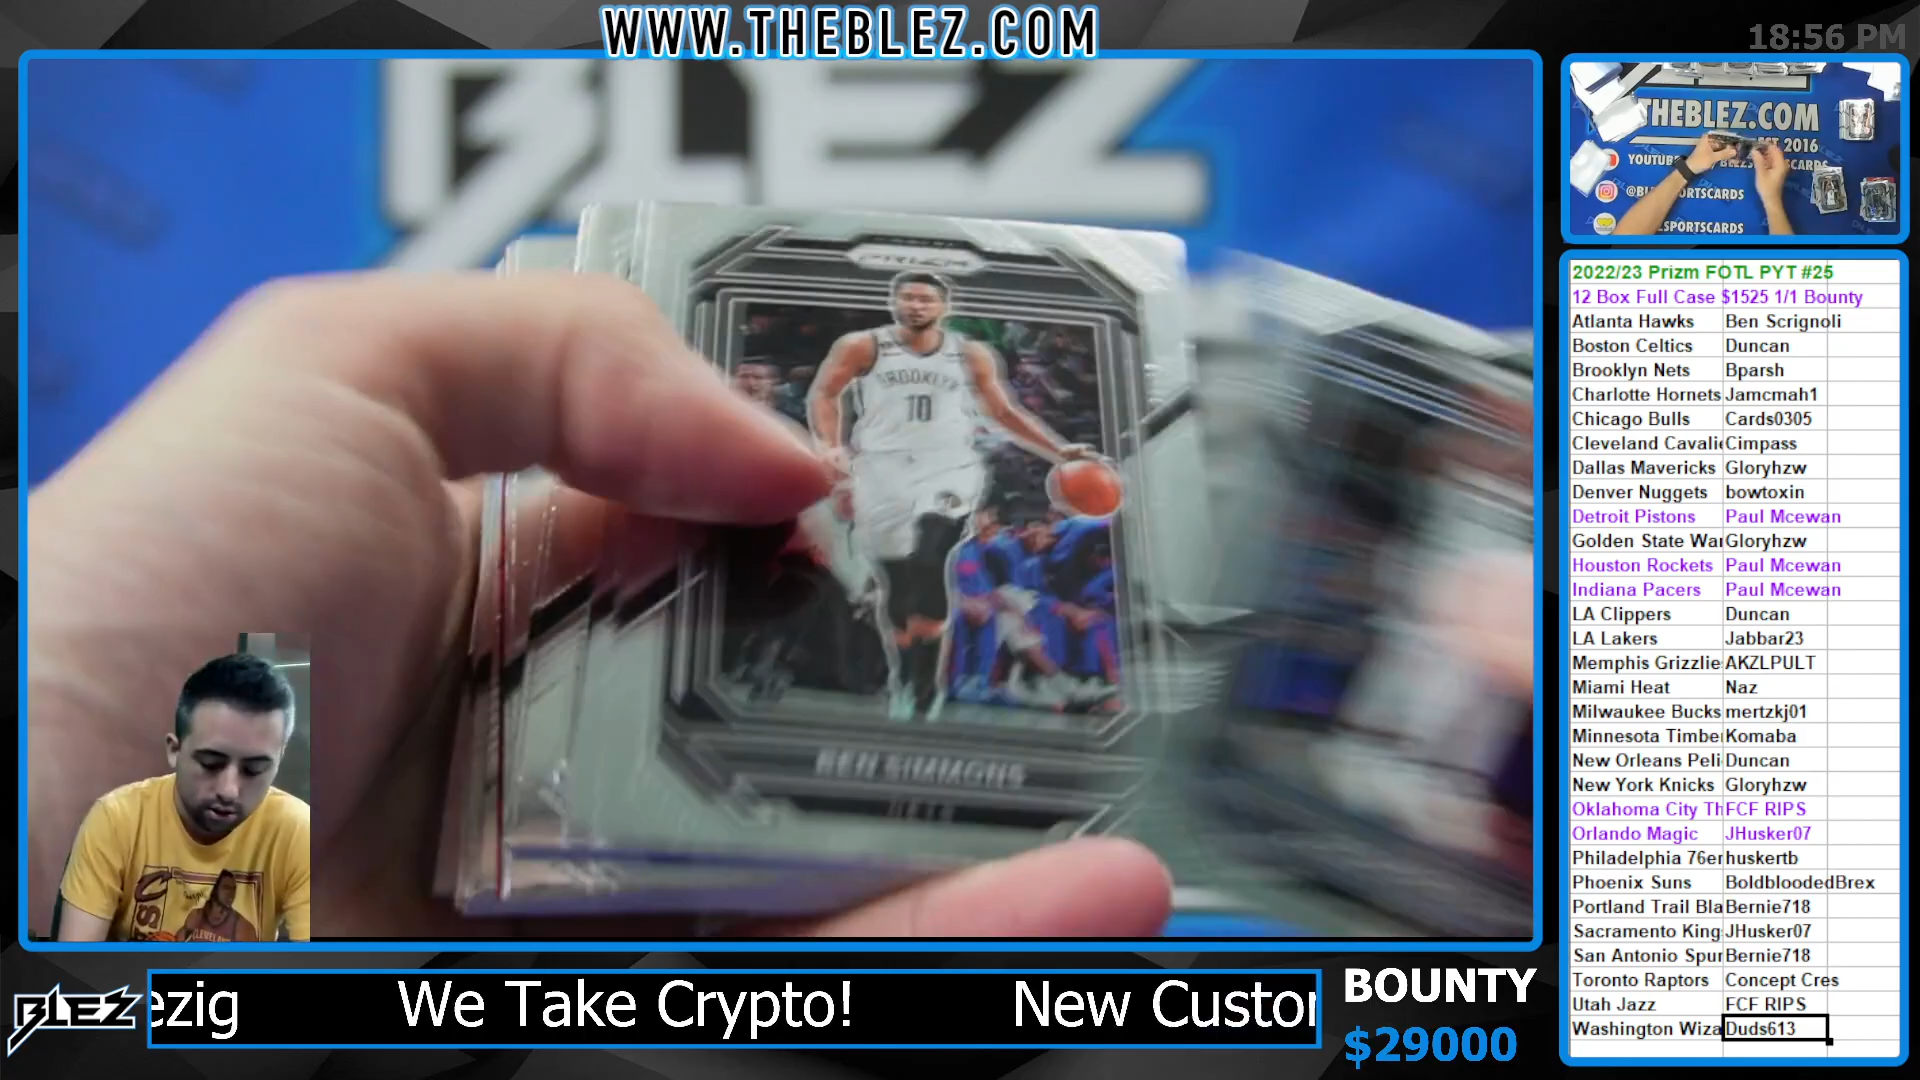 WWW.THEBLEZ.COM
18:56 PM
BLEZ
PRIZM
BROOKLYN
10
BEN SIMMONS
NETS
THEBLEZ.COM
2016
@BL
ORTSCARDS
SPORTSCARDS
2022/23 Prizm FOTL PYT #25
12 Box Full Case $1525 1/1 Bounty
Atlanta Hawks Ben Scrignoli
Boston Celtics Duncan
Brooklyn Nets Bparsh
Charlotte Hornets Jamcmah1
Chicago Bulls Cards0305
Cleveland Cavalie Cimpass
Dallas Mavericks Gloryhzw
Denver Nuggets bowtoxin
Detroit Pistons Paul Mcewan
Golden State War Gloryhzw
Houston Rockets Paul Mcewan
Indiana Pacers Paul Mcewan
LA Clippers Duncan
LA Lakers Jabbar23
Memphis Grizzlie AKZLPULT
Miami Heat Naz
Milwaukee Bucks mertzkj01
Minnesota Timber Komaba
New Orleans Peli Duncan
New York Knicks Gloryhzw
Oklahoma City Th FCF RIPS
Orlando Magic JHusker07
Philadelphia 76er huskertb
Phoenix Suns BoldbloodedBrex
Portland Trail Bla Bernie718
Sacramento King JHusker07
San Antonio Spur Bernie718
Toronto Raptors Concept Cres
Utah Jazz FCF RIPS
Washington Wiza Duds613
BLEZ
ezig We Take Crypto! New Custor
BOUNTY
$29000